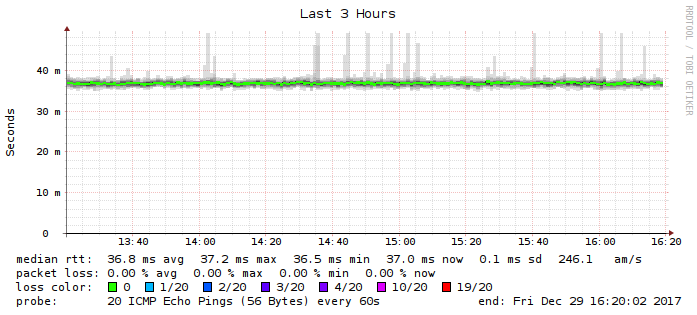 Last 3 Hours
RRDTOOL / TOBI OETIKER
Seconds
40 m
30 m
20 m
10 m
0
13:40 14:00 14:20 14:40 15:00 15:20 15:40 16:00 16:20
median rtt: 36.8 ms avg 37.2 ms max 36.5 ms min 37.0 ms now 0.1 ms sd 246.1 am/s
packet loss: 0.00 % avg 0.00 % max 0.00 % min 0.00 % now
loss color: 0 1/20 2/20 3/20 4/20 10/20 19/20
probe: 20 ICMP Echo Pings (56 Bytes) every 60s end: Fri Dec 29 16:20:02 2017